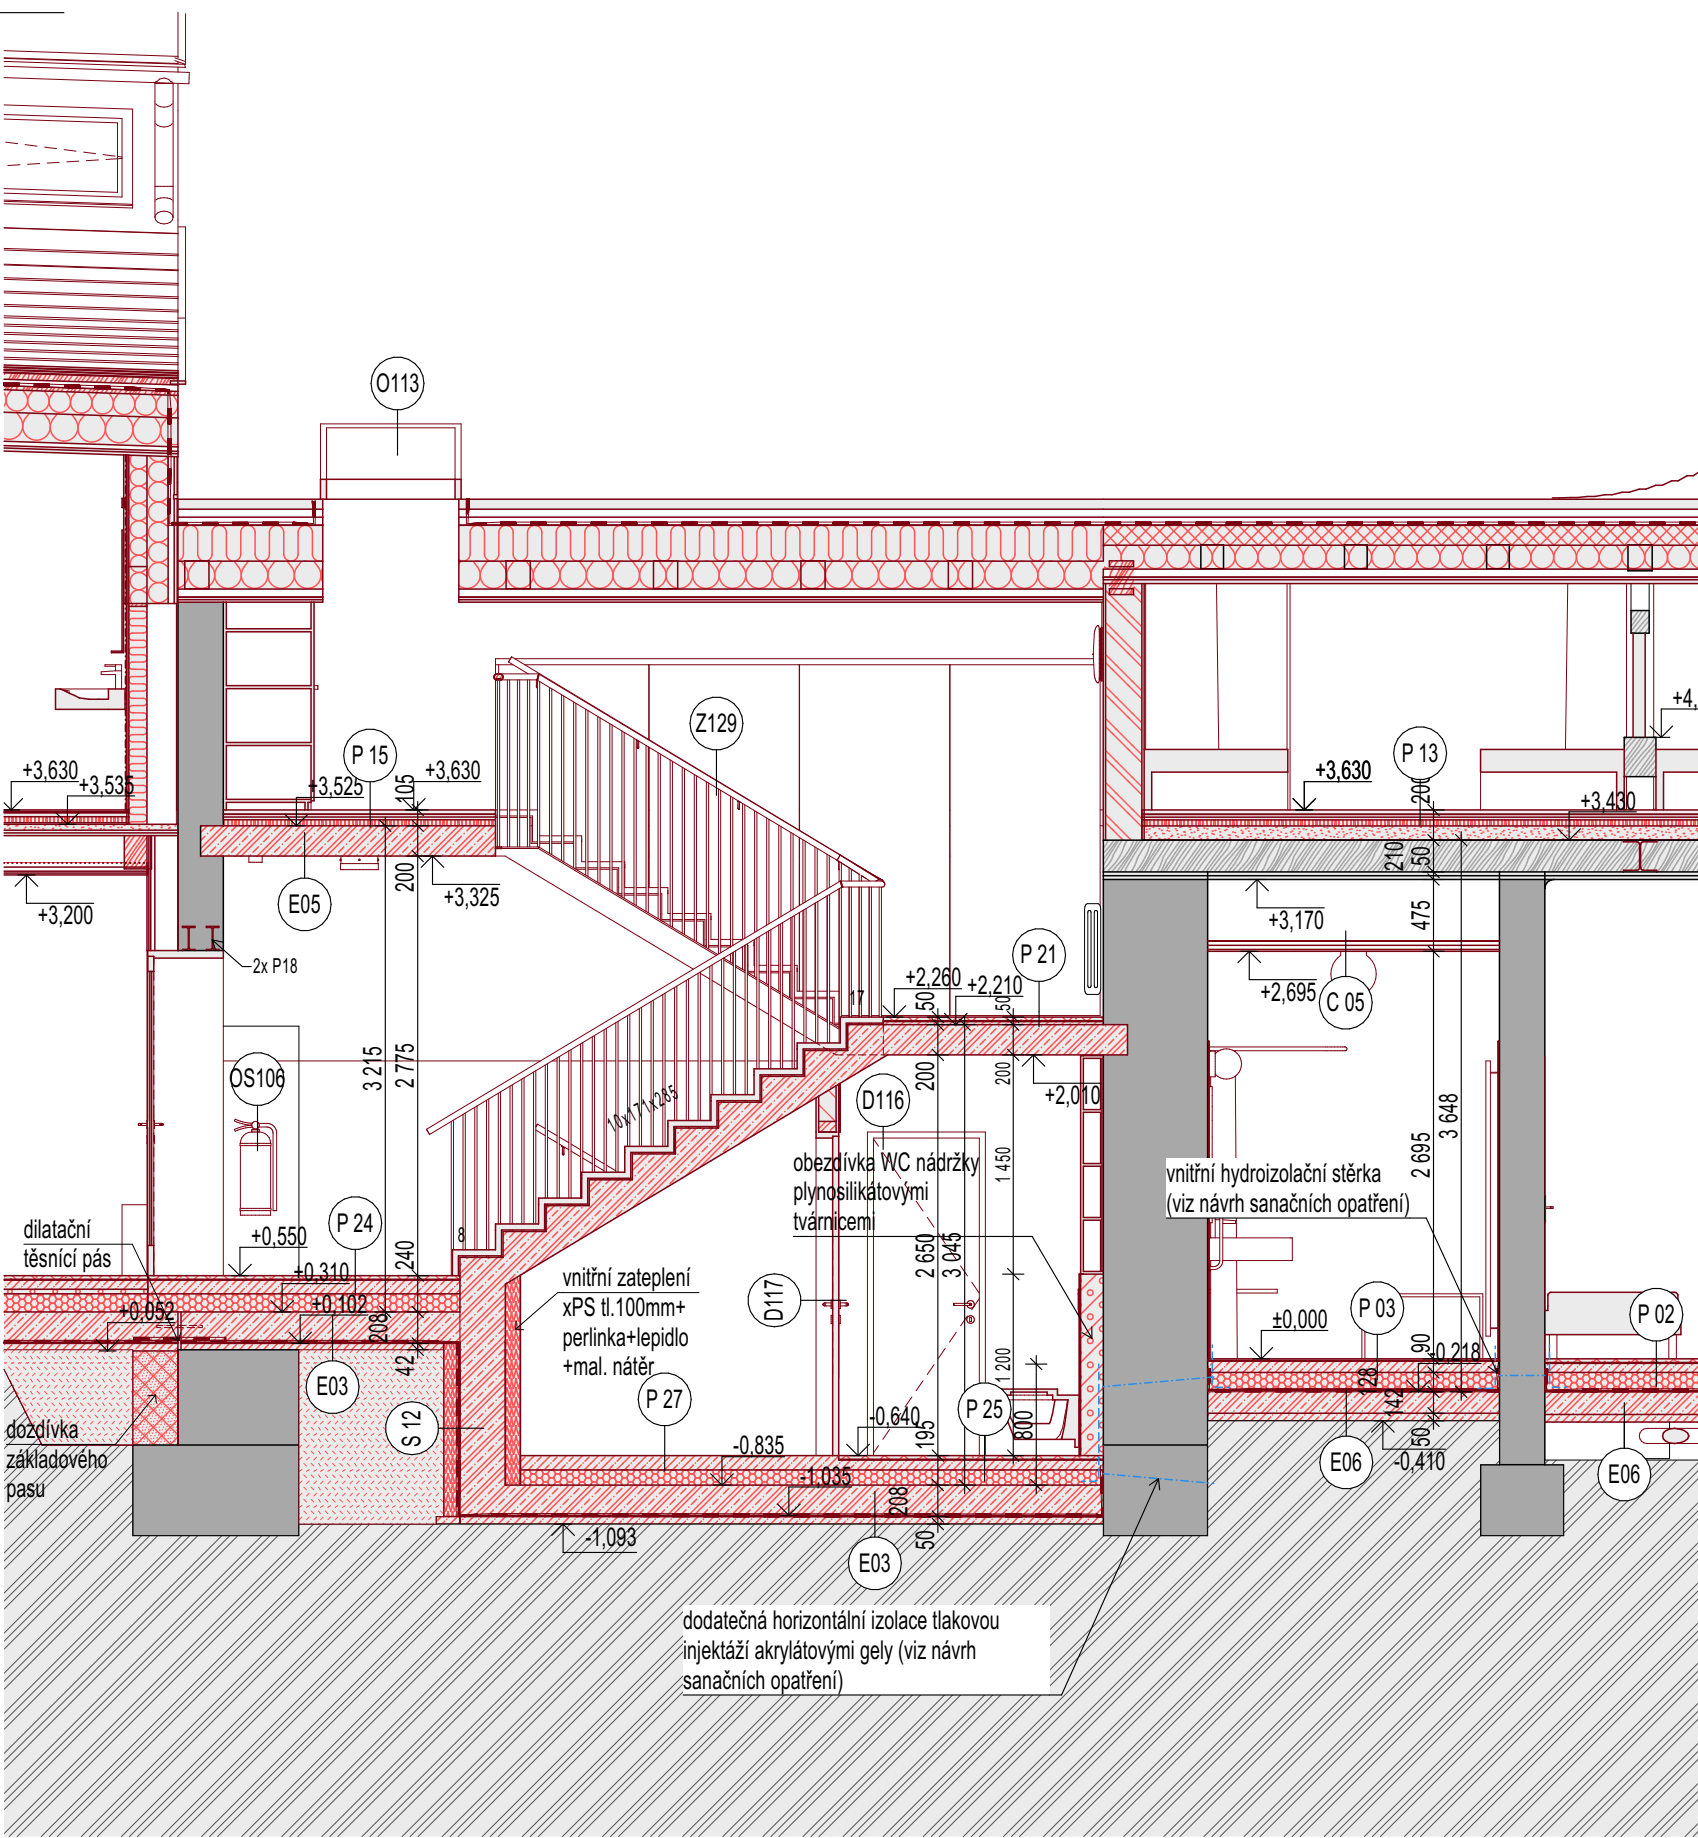 O113
Z129
P 15
P 13
+4,
+3,630
+3,535
+3,525
105
+3,630
+3,630
200
+3,430
200
+3,325
E05
+3,200
210
50
475
+3,170
2x P18
P 21
+2,260
+2,210
50
50
+2,695
C 05
17
3 215
2 775
OS106
200
200
+2,010
D116
10x171x285
3 648
2 695
1 450
obezdívka WC nádržky
plynosilikátovými
tvárnicemi
vnitřní hydroizolační stěrka
(viz návrh sanačních opatření)
dilatační
těsnící pás
P 24
+0,550
8
240
2 650
3 045
vnitřní zateplení
xPS tl.100mm+
perlinka+lepidlo
+mal. nátěr
D117
+0,310
+0,102
+0,052
208
42
±0,000
P 03
P 02
90
-0,218
128
142
50
-0,410
E06
E06
E03
1 200
800
P 27
P 25
S 12
-0,640
195
-0,835
-1,035
208
50
-1,093
E03
dozdívka
základového
pasu
dodatečná horizontální izolace tlakovou
injektáží akrylátovými gely (viz návrh
sanačních opatření)